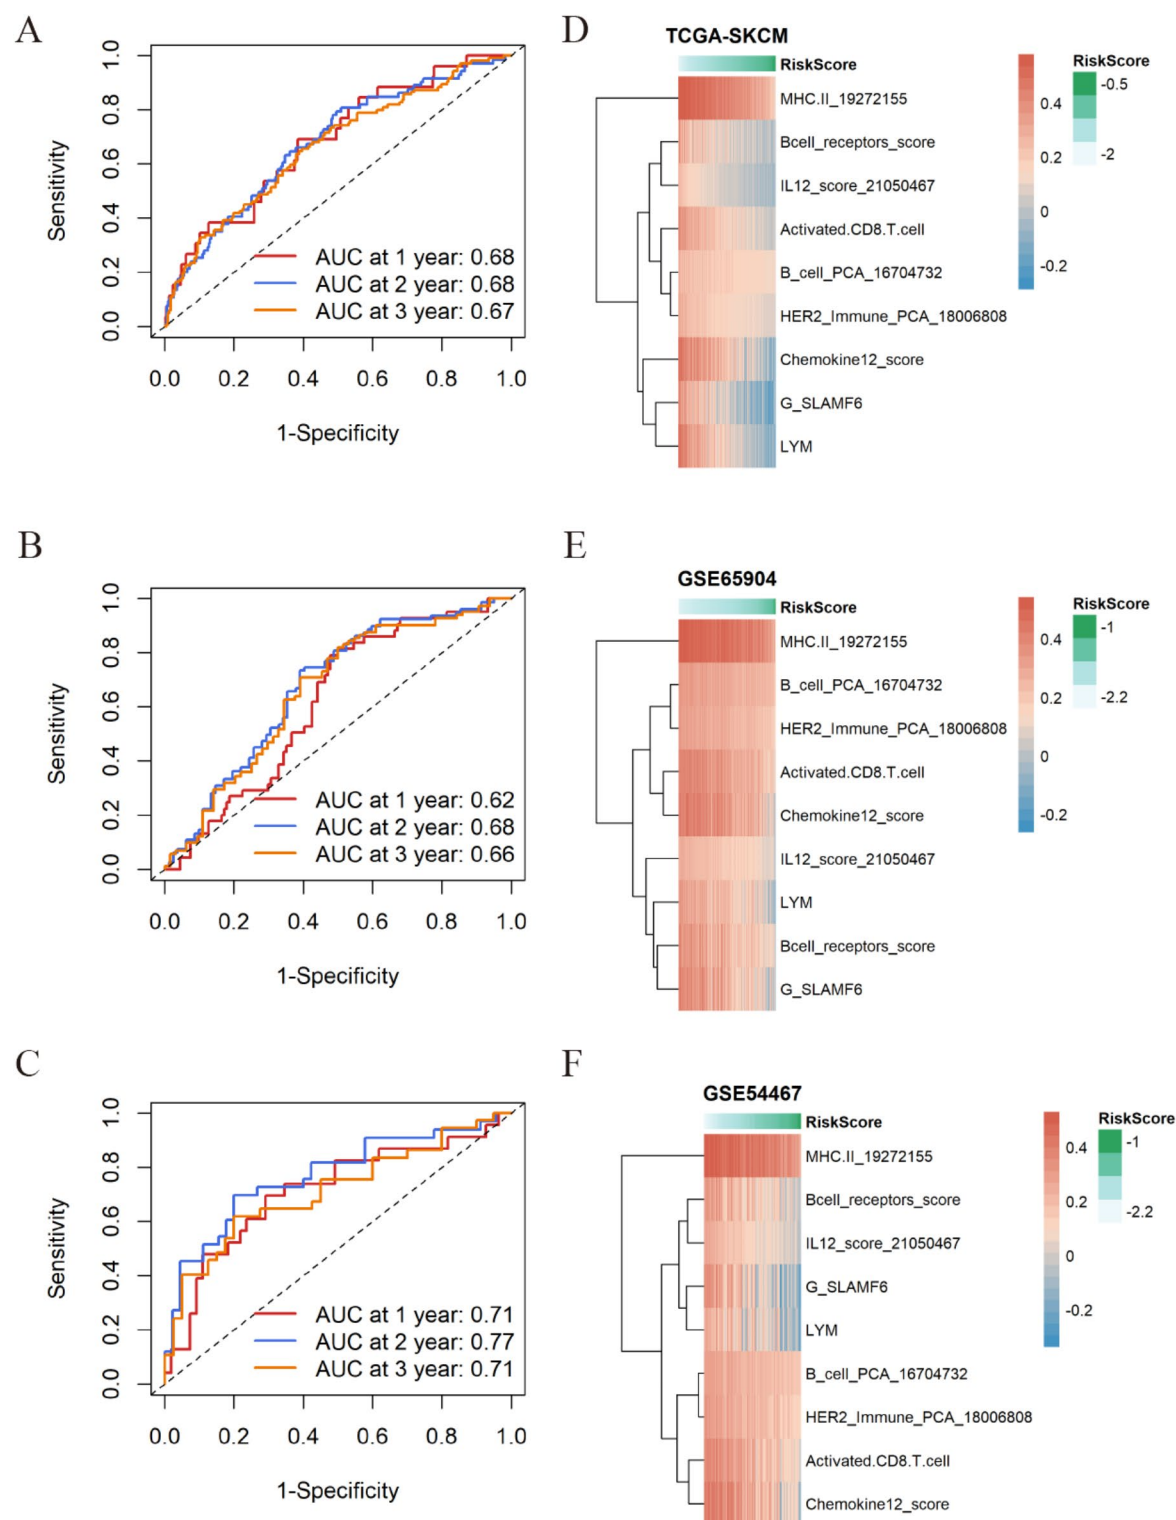 A
1.0
0.8
0.6
0.4
0.2
0.0
Sensitivity
AUC at 1 year: 0.68
AUC at 2 year: 0.68
AUC at 3 year: 0.67
0.0 0.2 0.4 0.6 0.8 1.0
1-Specificity
D
TCGA-SKCM
RiskScore
MHC.II_19272155
Bcell_receptors_score
IL12_score_21050467
Activated.CD8.T.cell
B_cell_PCA_16704732
HER2_Immune_PCA_18006808
Chemokine12_score
G_SLAMF6
LYM
0.4
0.2
0
-0.2
RiskScore
-0.5
-2
B
1.0
0.8
0.6
0.4
0.2
0.0
Sensitivity
AUC at 1 year: 0.62
AUC at 2 year: 0.68
AUC at 3 year: 0.66
0.0 0.2 0.4 0.6 0.8 1.0
1-Specificity
E
GSE65904
RiskScore
MHC.II_19272155
B_cell_PCA_16704732
HER2_Immune_PCA_18006808
Activated.CD8.T.cell
Chemokine12_score
IL12_score_21050467
LYM
Bcell_receptors_score
G_SLAMF6
0.4
0.2
0
-0.2
RiskScore
-1
-2.2
C
1.0
0.8
0.6
0.4
0.2
0.0
Sensitivity
AUC at 1 year: 0.71
AUC at 2 year: 0.77
AUC at 3 year: 0.71
0.0 0.2 0.4 0.6 0.8 1.0
1-Specificity
F
GSE54467
RiskScore
MHC.II_19272155
Bcell_receptors_score
IL12_score_21050467
G_SLAMF6
LYM
B_cell_PCA_16704732
HER2_Immune_PCA_18006808
Activated.CD8.T.cell
Chemokine12_score
0.4
0.2
0
-0.2
RiskScore
-1
-2.2